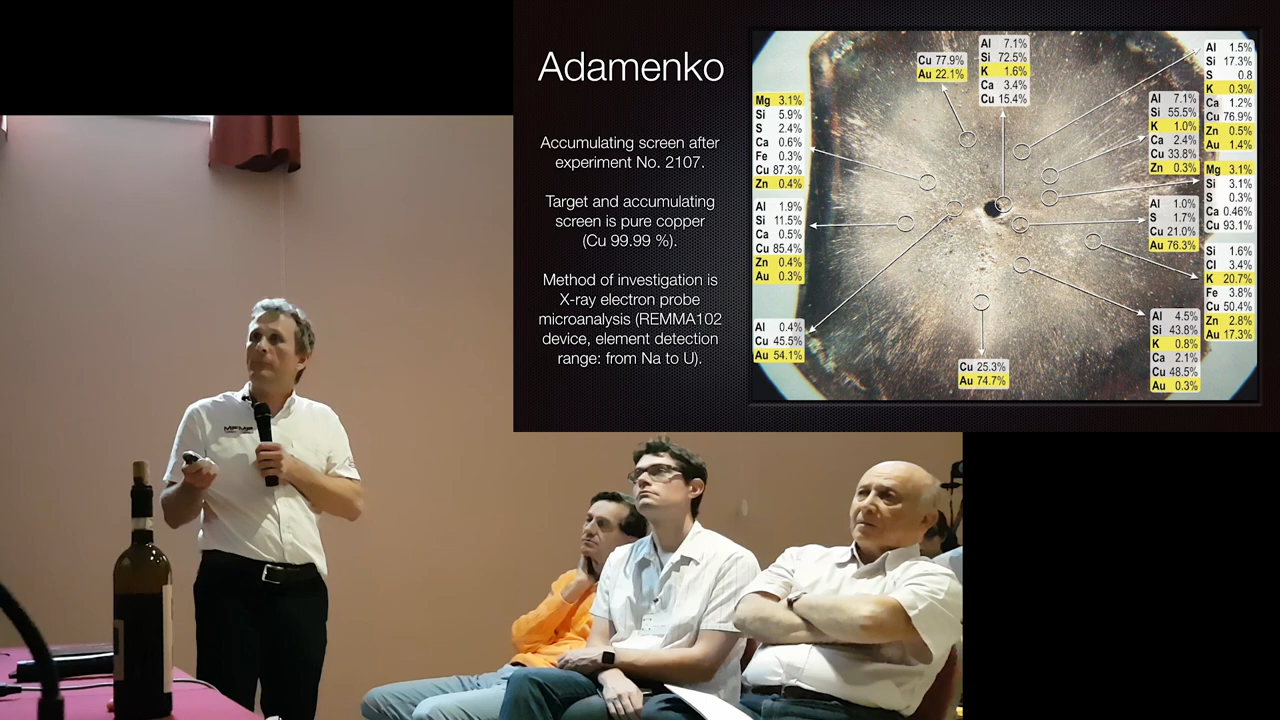 Adamenko
Accumulating screen after
experiment No. 2107.
Target and accumulating
screen is pure copper
(Cu 99.99 %).
Method of investigation is
X-ray electron probe
microanalysis (REMMA102
device, element detection
range: from Na to U).
Mg 3.1%
Si 5.9%
S 2.4%
Ca 0.6%
Fe 0.3%
Cu 87.3%
Zn 0.4%
Al 1.9%
Si 11.5%
Ca 0.5%
Cu 85.4%
Zn 0.4%
Au 0.3%
Al 0.4%
Cu 45.5%
Au 54.1%
Cu 77.9%
Au 22.1%
Al 7.1%
Si 72.5%
K 1.6%
Ca 3.4%
Cu 15.4%
Cu 25.3%
Au 74.7%
Al 7.1%
Si 55.5%
K 1.0%
Ca 2.4%
Cu 33.8%
Zn 0.3%
Al 1.0%
S 1.7%
Cu 21.0%
Au 76.3%
Al 4.5%
Si 43.8%
K 0.8%
Ca 2.1%
Cu 48.5%
Au 0.3%
Al 1.5%
Si 17.3%
S 0.8
K 0.3%
Ca 1.2%
Cu 76.9%
Zn 0.5%
Au 1.4%
Mg 3.1%
Si 3.1%
S 0.3%
Ca 0.46%
Cu 93.1%
Si 1.6%
Cl 3.4%
K 20.7%
Fe 3.8%
Cu 50.4%
Zn 2.8%
Au 17.3%